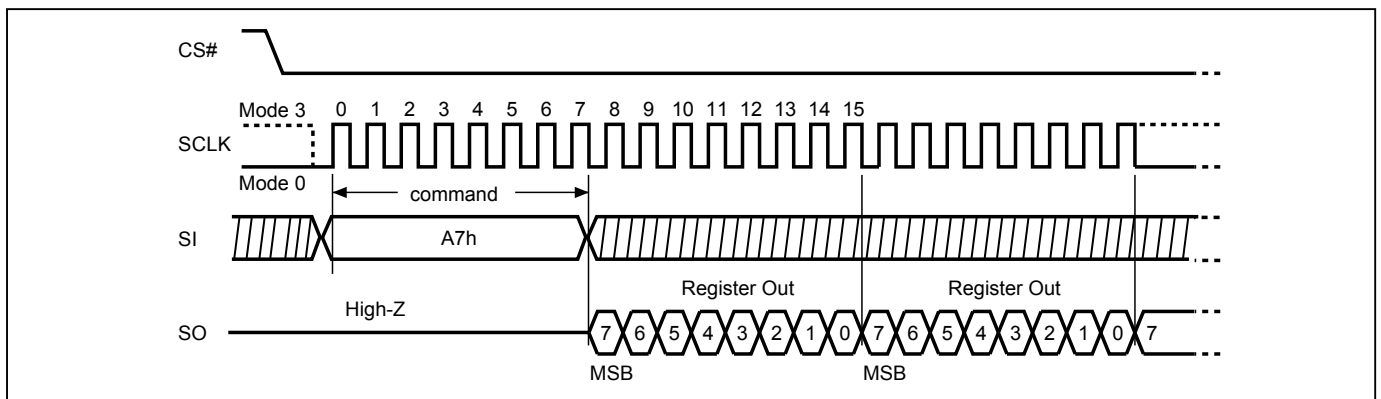 CS#
Mode 3 0 1 2 3 4 5 6 7 8 9 10 11 12 13 14 15
SCLK
Mode 0
command
SI A7h
Register Out Register Out
High-Z
SO 7 6 5 4 3 2 1 0 7 6 5 4 3 2 1 0 7
MSB MSB